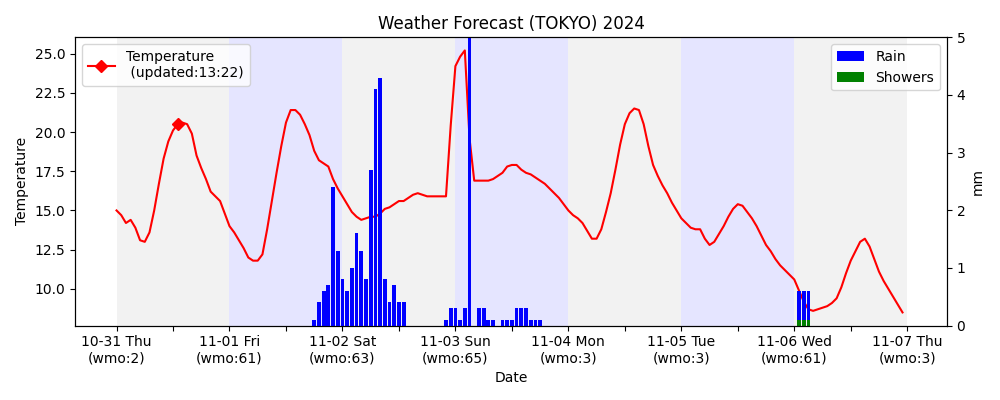 Weather Forecast (TOKYO) 2024
Temperature
(updated:13:22)
Rain
Showers
25.0
22.5
20.0
17.5
15.0
12.5
10.0
Temperature
5
4
3
2
1
0
mm
10-31 Thu
(wmo:2)
11-01 Fri
(wmo:61)
11-02 Sat
(wmo:63)
11-03 Sun
(wmo:65)
11-04 Mon
(wmo:3)
11-05 Tue
(wmo:3)
11-06 Wed
(wmo:61)
11-07 Thu
(wmo:3)
Date